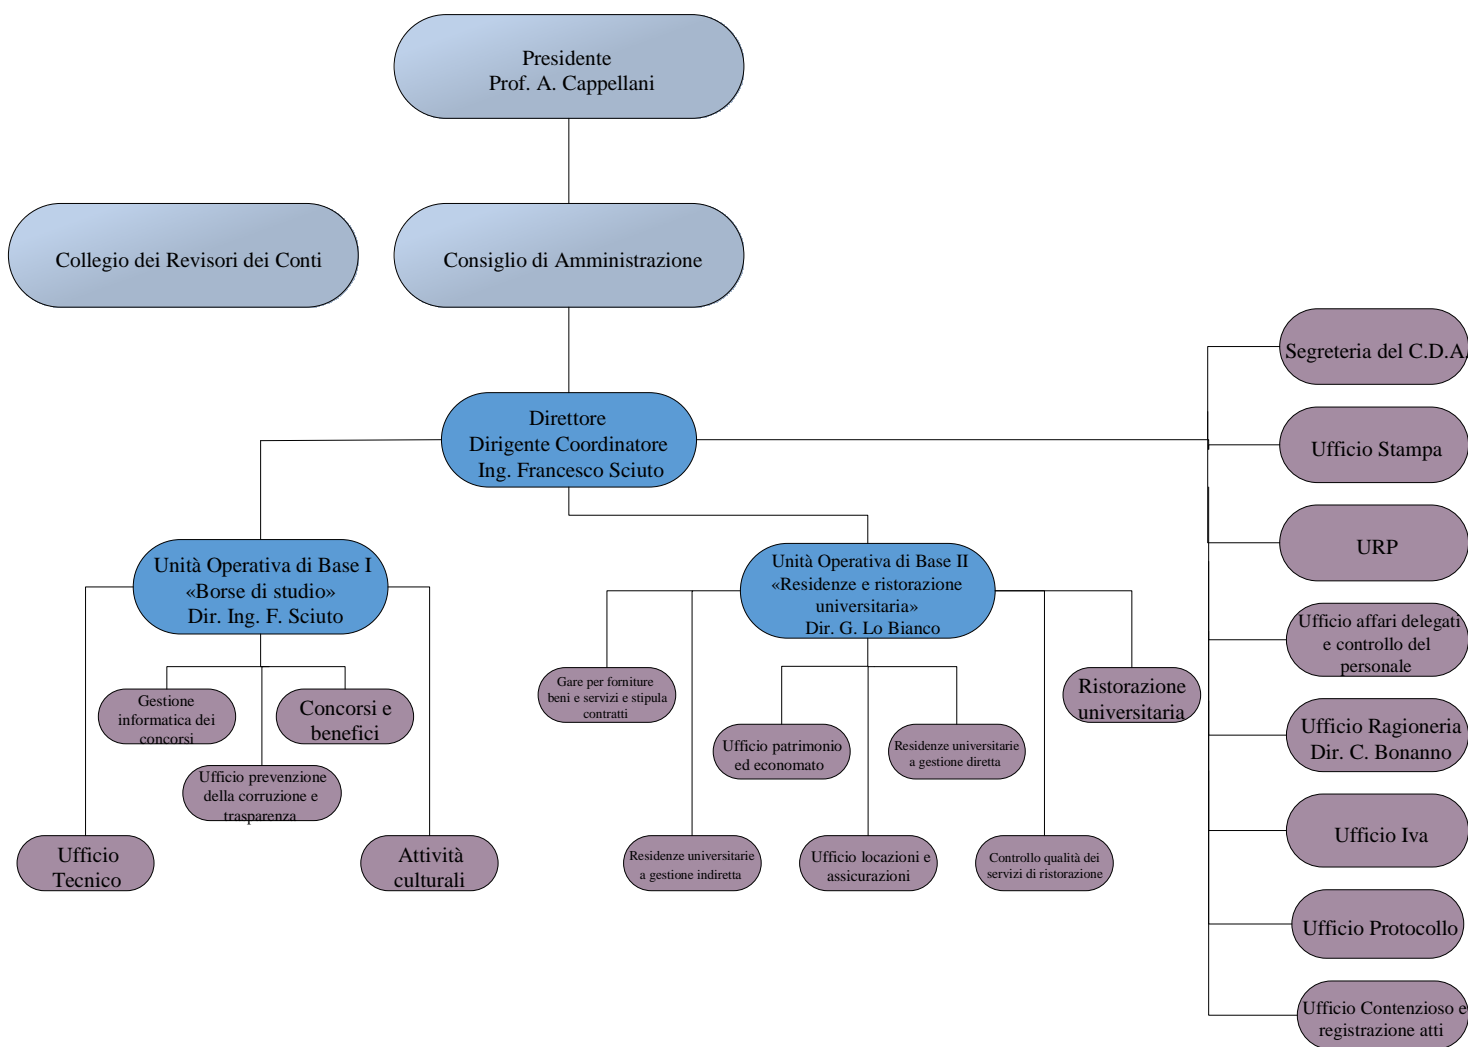 Presidente
Prof. A. Cappellani
Collegio dei Revisori dei Conti
Consiglio di Amministrazione
Segreteria del C.D.A.
Direttore
Dirigente Coordinatore
Ing. Francesco Sciuto
Ufficio Stampa
URP
Unità Operativa di Base I
«Borse di studio»
Dir. Ing. F. Sciuto
Unità Operativa di Base II
«Residenze e ristorazione
universitaria»
Dir. G. Lo Bianco
Ufficio affari delegati
e controllo del
personale
Gestione
informatica dei
concorsi
Concorsi e
benefici
Gare per forniture
beni e servizi e stipula
contratti
Ristorazione
universitaria
Ufficio Ragioneria
Dir. C. Bonanno
Ufficio patrimonio
ed economato
Residenze universitarie
a gestione diretta
Ufficio prevenzione
della corruzione e
trasparenza
Ufficio Iva
Ufficio
Tecnico
Attività
culturali
Residenze universitarie
a gestione indiretta
Ufficio locazioni e
assicurazioni
Controllo qualità dei
servizi di ristorazione
Ufficio Protocollo
Ufficio Contenzioso e
registrazione atti